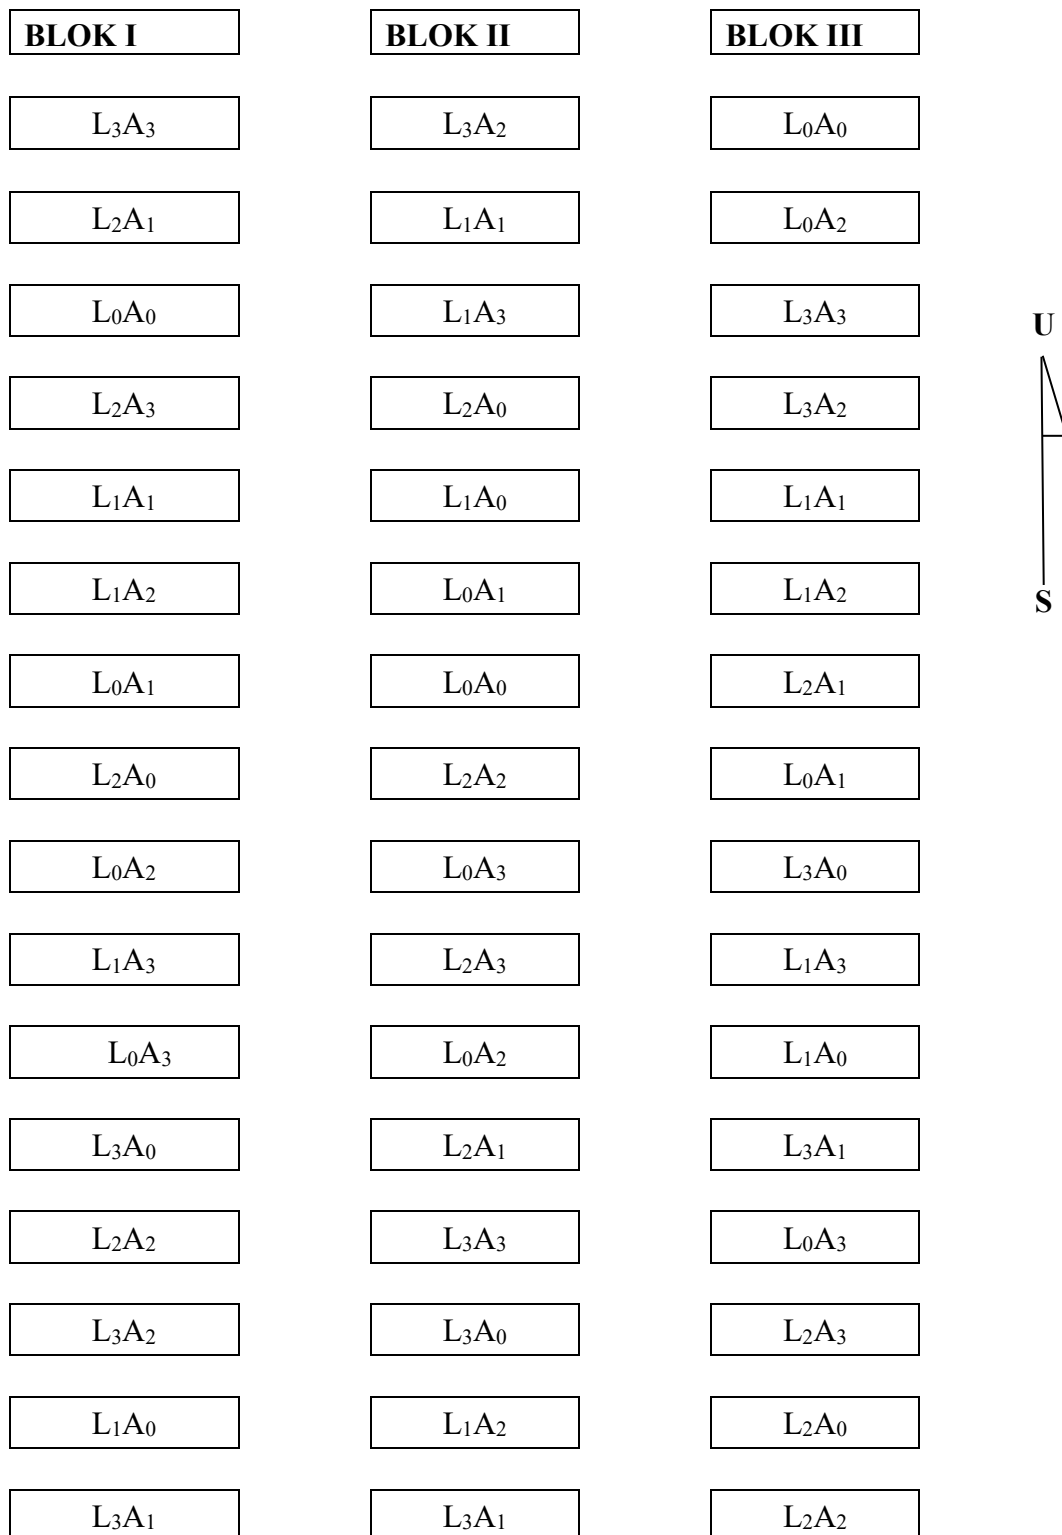 BLOK I BLOK II BLOK III
L₃A₃ L₃A₂ L₀A₀
L₂A₁ L₁A₁ L₀A₂
L₀A₀ L₁A₃ L₃A₃
U
L₂A₃ L₂A₀ L₃A₂
L₁A₁ L₁A₀ L₁A₁
L₁A₂ L₀A₁ L₁A₂
S
L₀A₁ L₀A₀ L₂A₁
L₂A₀ L₂A₂ L₀A₁
L₀A₂ L₀A₃ L₃A₀
L₁A₃ L₂A₃ L₁A₃
L₀A₃ L₀A₂ L₁A₀
L₃A₀ L₂A₁ L₃A₁
L₂A₂ L₃A₃ L₀A₃
L₃A₂ L₃A₀ L₂A₃
L₁A₀ L₁A₂ L₂A₀
L₃A₁ L₃A₁ L₂A₂